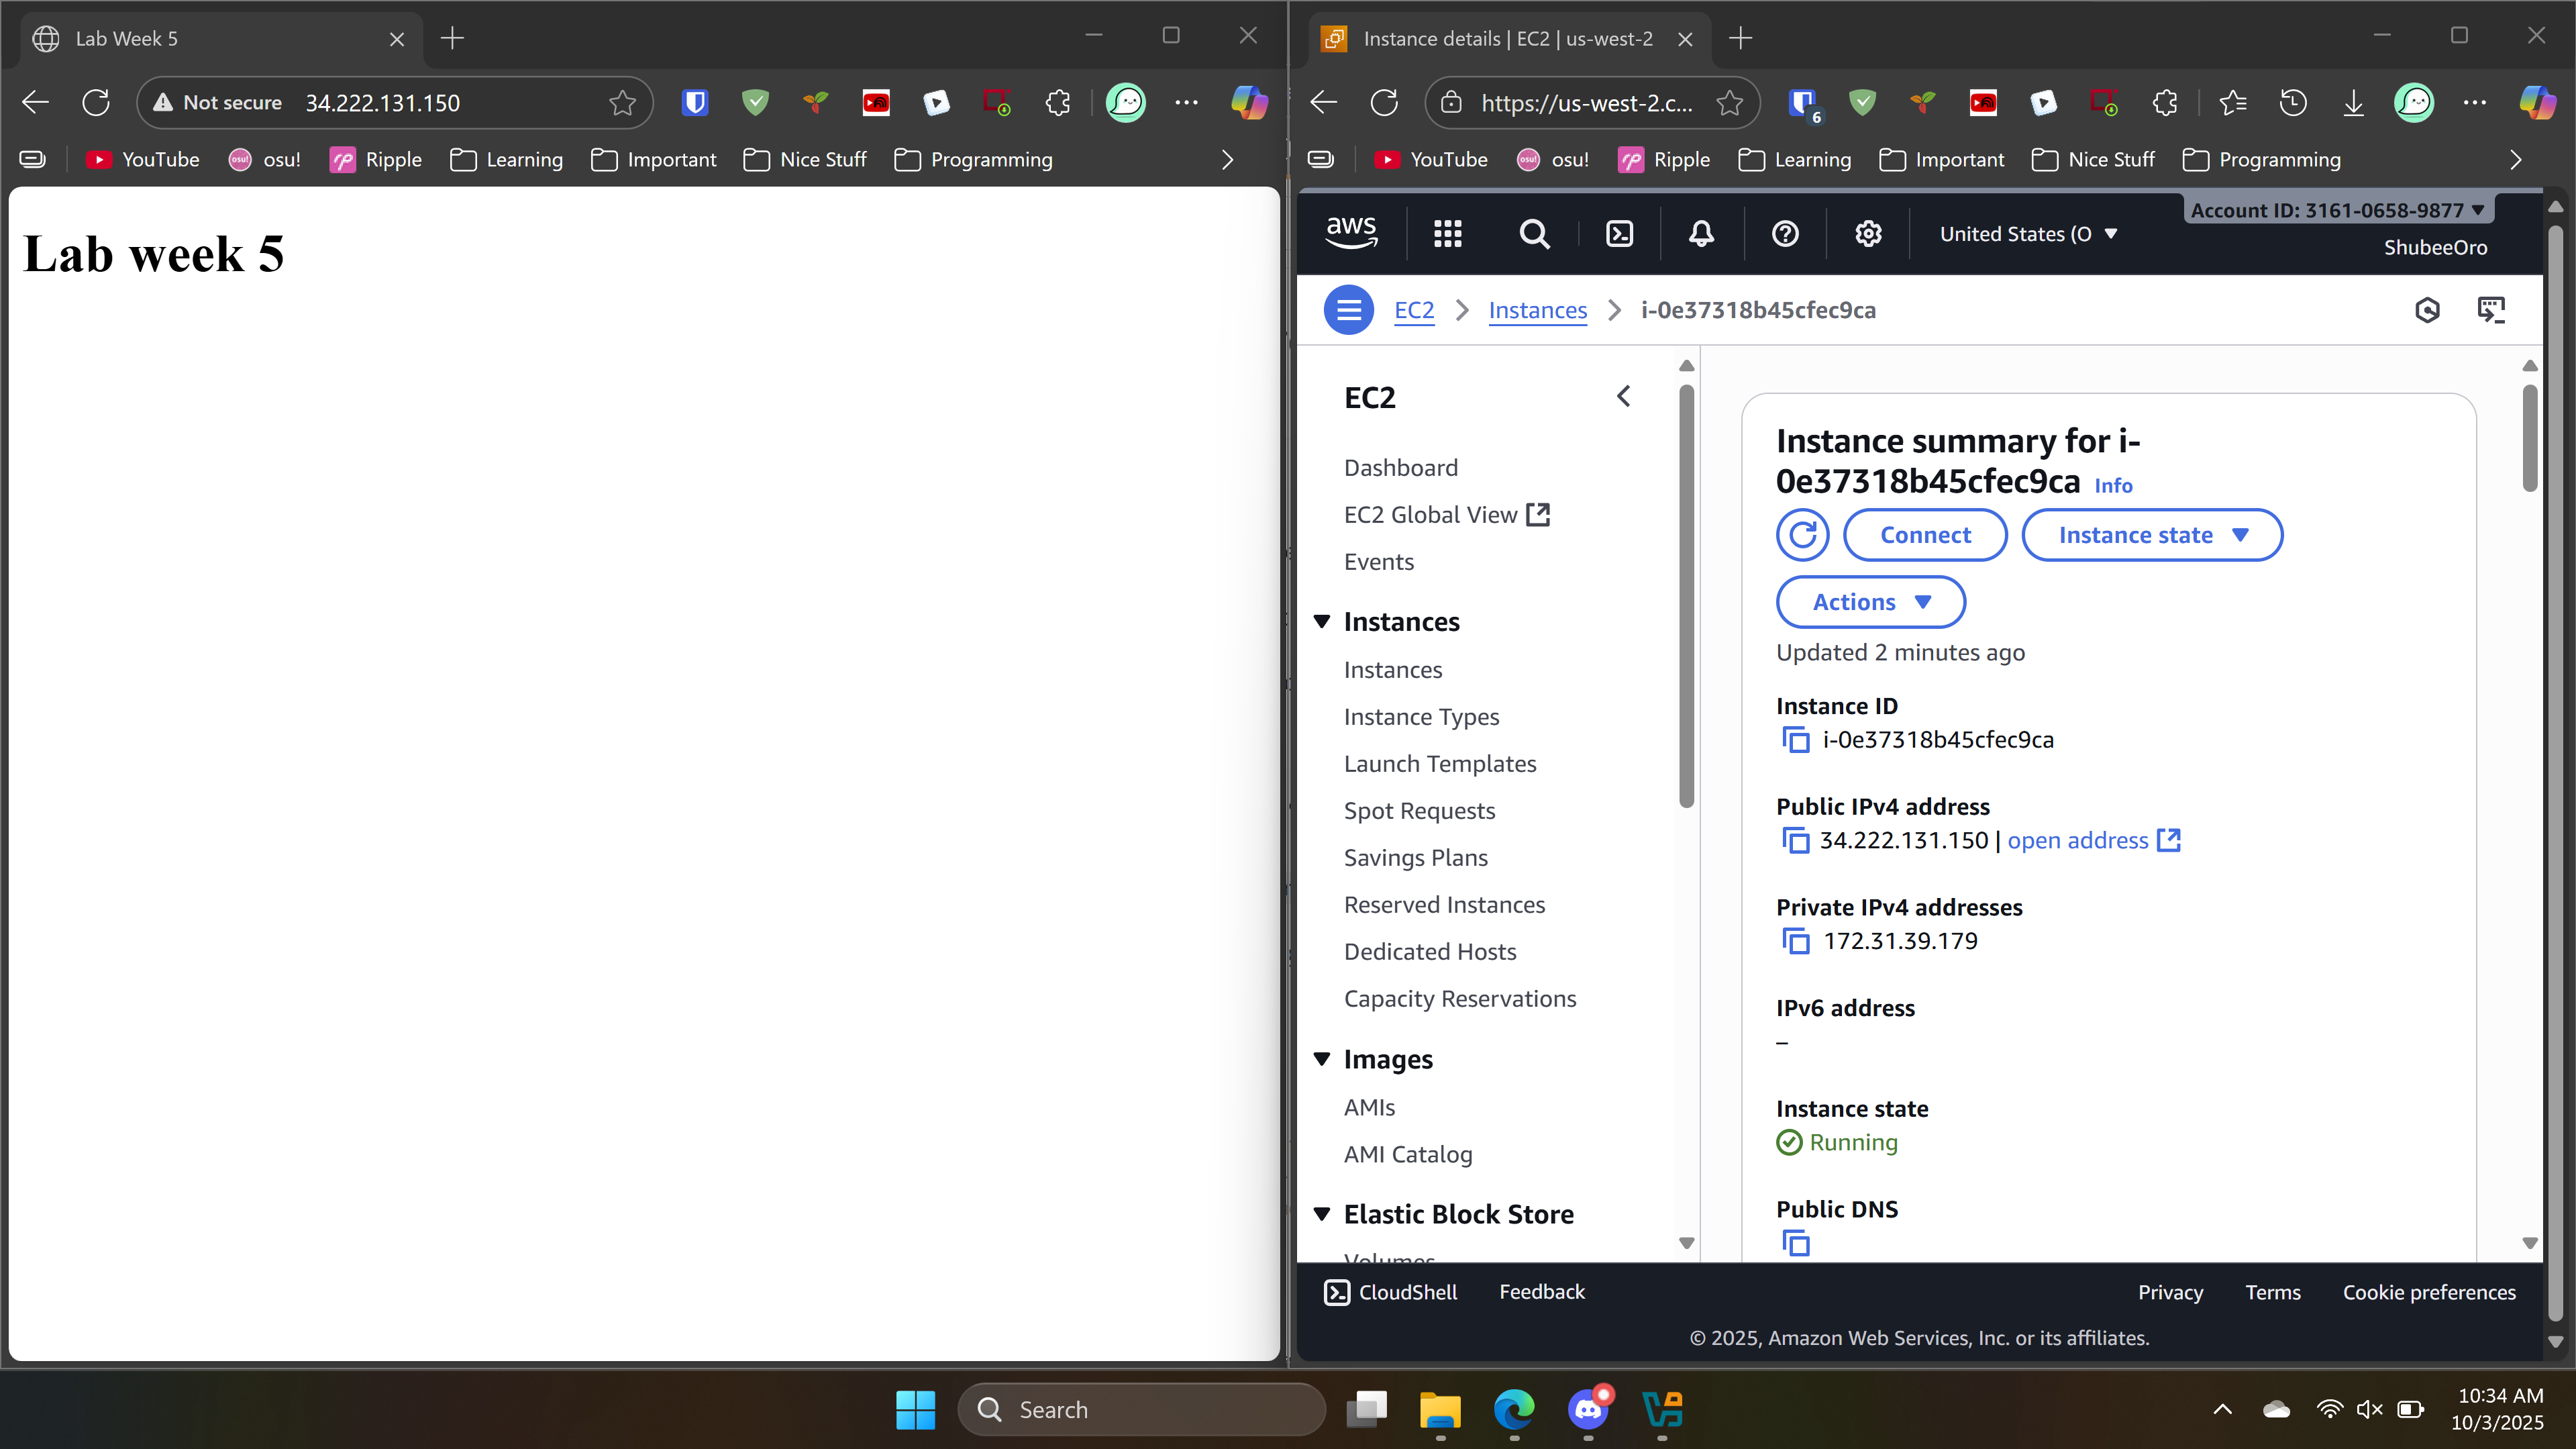 Lab Week 5
Not secure
34.222.131.150
YouTube
osu!
Ripple
Learning
Important
Nice Stuff
Programming
Lab week 5
Instance details | EC2 | us-west-2
https://us-west-2.c...
6
YouTube
osu!
Ripple
Learning
Important
Nice Stuff
Programming
aws
United States (O
Account ID: 3161-0658-9877
ShubeeOro
EC2
Instances
i-0e37318b45cfec9ca
EC2
Dashboard
EC2 Global View
Events
Instances
Instances
Instance Types
Launch Templates
Spot Requests
Savings Plans
Reserved Instances
Dedicated Hosts
Capacity Reservations
Images
AMIs
AMI Catalog
Elastic Block Store
Volumes
Instance summary for i-
0e37318b45cfec9ca Info
Connect
Instance state
Actions
Updated 2 minutes ago
Instance ID
i-0e37318b45cfec9ca
Public IPv4 address
34.222.131.150 | open address
Private IPv4 addresses
172.31.39.179
IPv6 address
–
Instance state
Running
Public DNS
CloudShell
Feedback
Privacy
Terms
Cookie preferences
© 2025, Amazon Web Services, Inc. or its affiliates.
Search
10:34 AM
10/3/2025